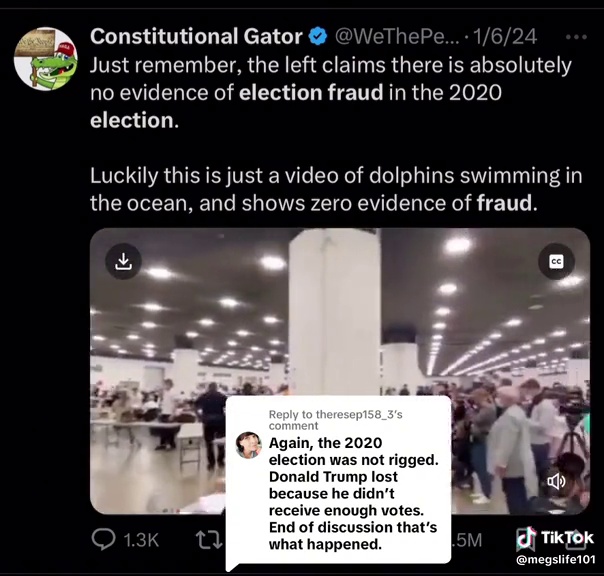 Constitutional Gator @WeThePe... · 1/6/24
Just remember, the left claims there is absolutely
no evidence of election fraud in the 2020
election.
Luckily this is just a video of dolphins swimming in
the ocean, and shows zero evidence of fraud.
CC
Reply to theresep158_3's
comment
Again, the 2020
election was not rigged.
Donald Trump lost
because he didn't
receive enough votes.
End of discussion that's
what happened.
1.3K
.5M
TikTok
@megslife101